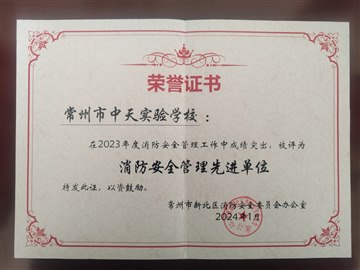 荣誉证书
常州市中天实验学校：
在2023年度消防安全管理工作中成绩突出，被评为
消防安全管理先进单位
特发此证，以资鼓励。
常州市新北区消防安全委员会办公室
2024年1月